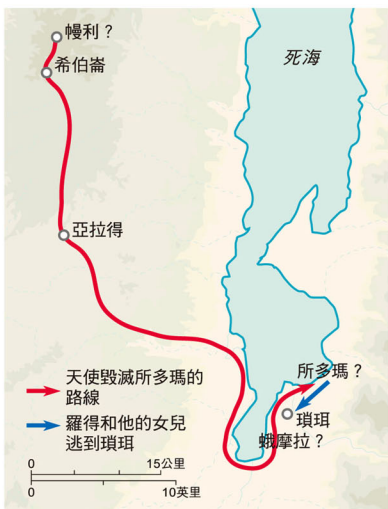 幔利？
希伯崙
死海
亞拉得
所多瑪？
瑣珥
蛾摩拉？
天使毀滅所多瑪的
路線
羅得和他的女兒
逃到瑣珥
0 15公里
0 10英里